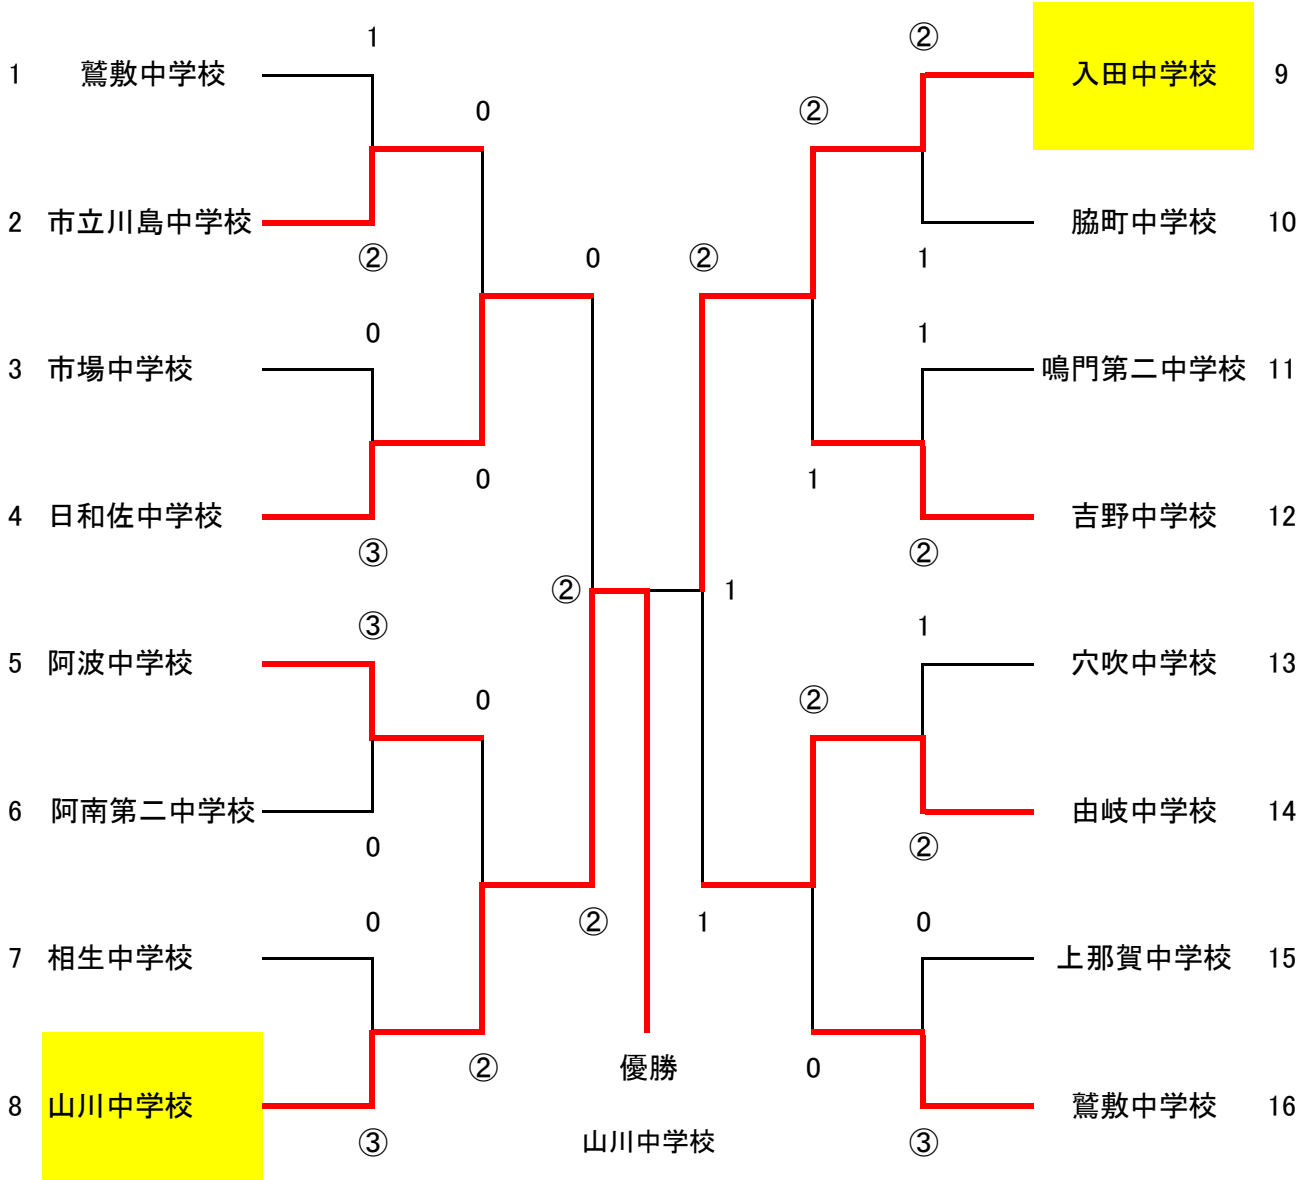 1
②
1 鷲敷中学校
入田中学校 9
0
②
2 市立川島中学校
脇町中学校 10
②
0
②
1
0
1
3 市場中学校
鳴門第二中学校 11
0
1
4 日和佐中学校
吉野中学校 12
③
②
②
1
③
1
5 阿波中学校
穴吹中学校 13
0
②
6 阿南第二中学校
由岐中学校 14
0
②
0
②
1
0
7 相生中学校
上那賀中学校 15
②
優勝
0
8 山川中学校
鷲敷中学校 16
③
山川中学校
③